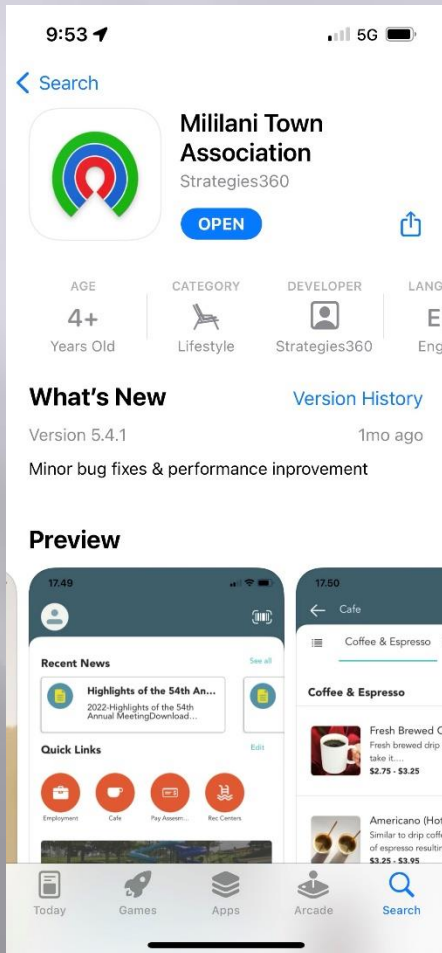 9:53
5G
Search
Mililani Town
Association
Strategies360
OPEN
AGE
CATEGORY
DEVELOPER
LANG
4+
E
Years Old
Lifestyle
Strategies360
Eng
What's New
Version History
Version 5.4.1
1mo ago
Minor bug fixes & performance inprovement
Preview
17.49
Recent News
See all
Highlights of the 54th An...
2022-Highlights of the 54th
Annual MeetingDownload...
Quick Links
Edit
Employment
Cafe
Pay Assesm...
Rec Centers
17.50
Cafe
Coffee & Espresso
Coffee & Espresso
Fresh Brewed C
Fresh brewed drip
take it....
$2.75 - $3.25
Americano (Hot
Similar to drip coffe
of espresso resultin
$3.25 - $3.95
Today
Games
Apps
Arcade
Search